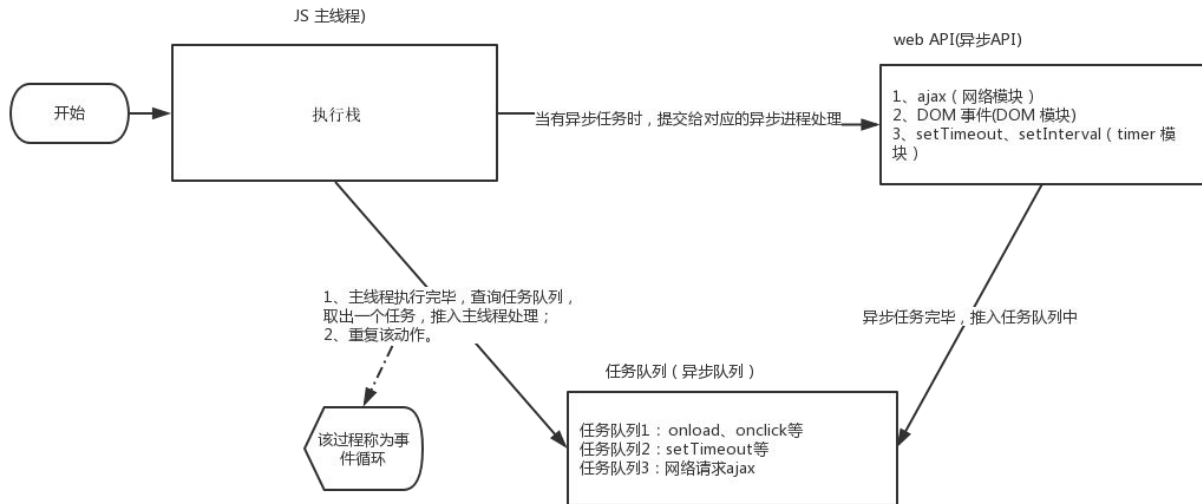 JS 主线程)
web API(异步API)
开始
执行栈
当有异步任务时，提交给对应的异步进程处理
1、ajax（网络模块）
2、DOM 事件(DOM 模块)
3、setTimeout、setInterval（timer 模
块）
1、主线程执行完毕，查询任务队列，
取出一个任务，推入主线程处理；
2、重复该动作。
异步任务完毕，推入任务队列中
任务队列（异步队列）
该过程称为事
件循环
任务队列1：onload、onclick等
任务队列2：setTimeout等
任务队列3：网络请求ajax